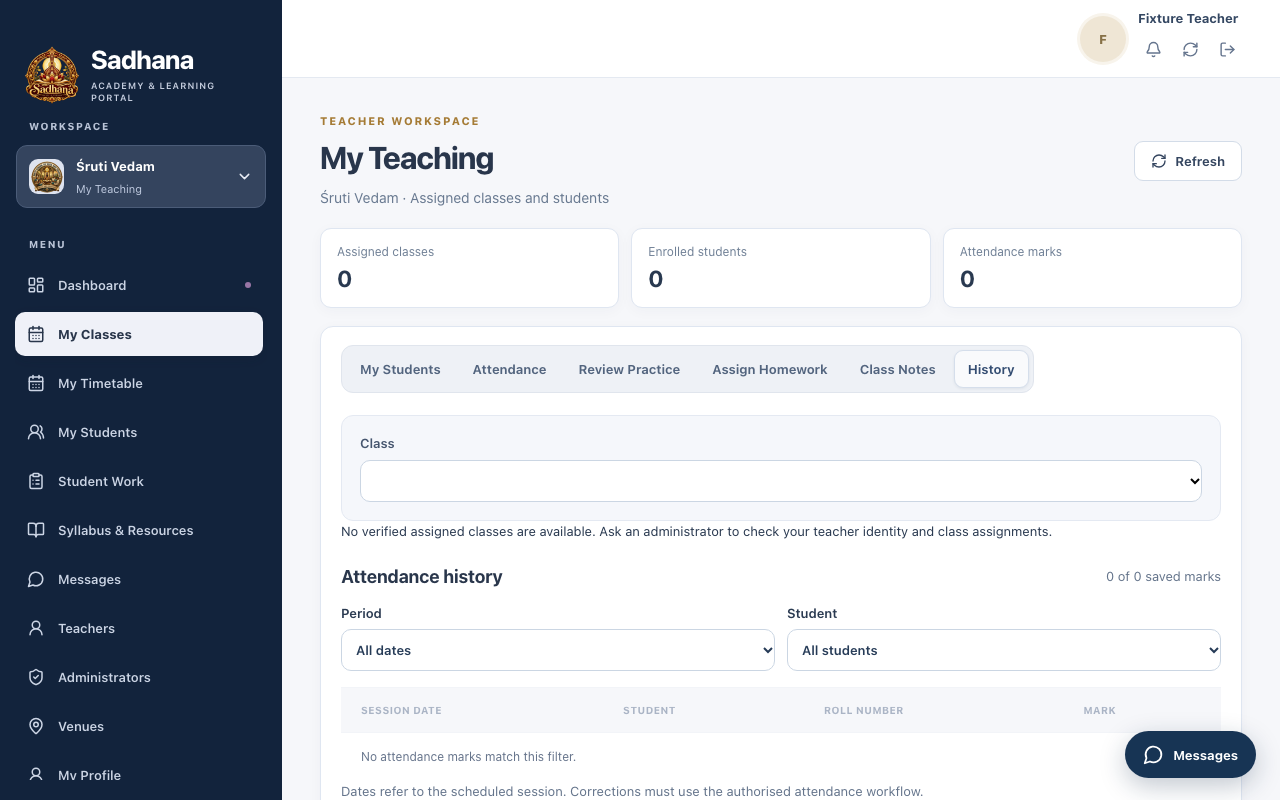 Sadhana
ACADEMY & LEARNING
PORTAL
Sadhana
WORKSPACE
Śruti Vedam
My Teaching
MENU
Dashboard
My Classes
My Timetable
My Students
Student Work
Syllabus & Resources
Messages
Teachers
Administrators
Venues
My Profile
F
Fixture Teacher
TEACHER WORKSPACE
My Teaching
Śruti Vedam · Assigned classes and students
Refresh
Assigned classes
0
Enrolled students
0
Attendance marks
0
My Students
Attendance
Review Practice
Assign Homework
Class Notes
History
Class
No verified assigned classes are available. Ask an administrator to check your teacher identity and class assignments.
Attendance history
0 of 0 saved marks
Period
Student
All dates
All students
SESSION DATE
STUDENT
ROLL NUMBER
MARK
No attendance marks match this filter.
Dates refer to the scheduled session. Corrections must use the authorised attendance workflow.
Messages